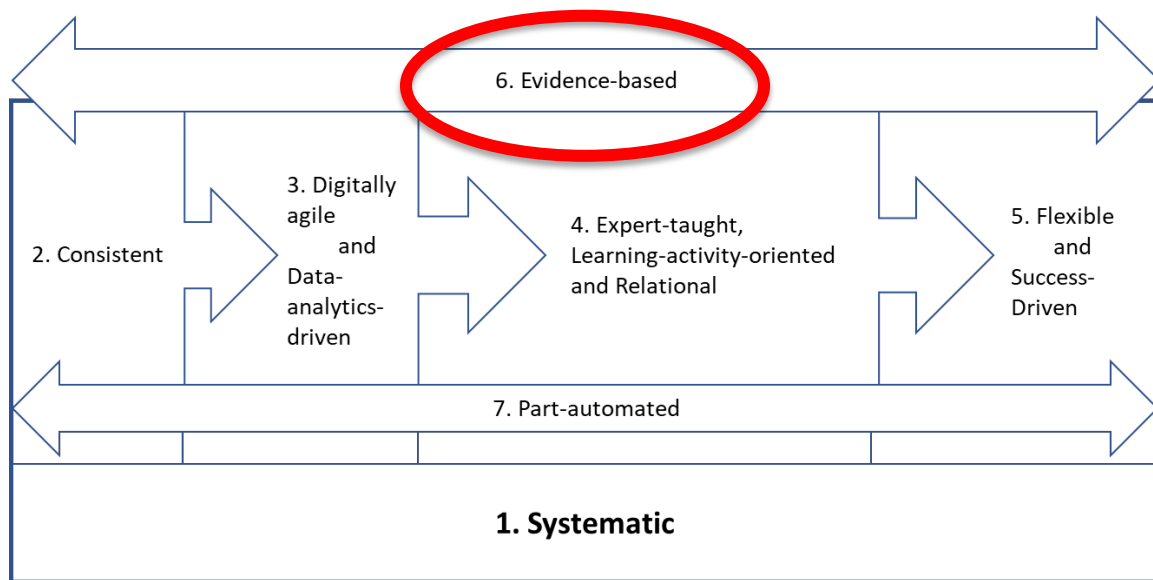 6. Evidence-based
2. Consistent
3. Digitally
agile
and
Data-
analytics-
driven
4. Expert-taught,
Learning-activity-oriented
and Relational
5. Flexible
and
Success-
Driven
7. Part-automated
1. Systematic